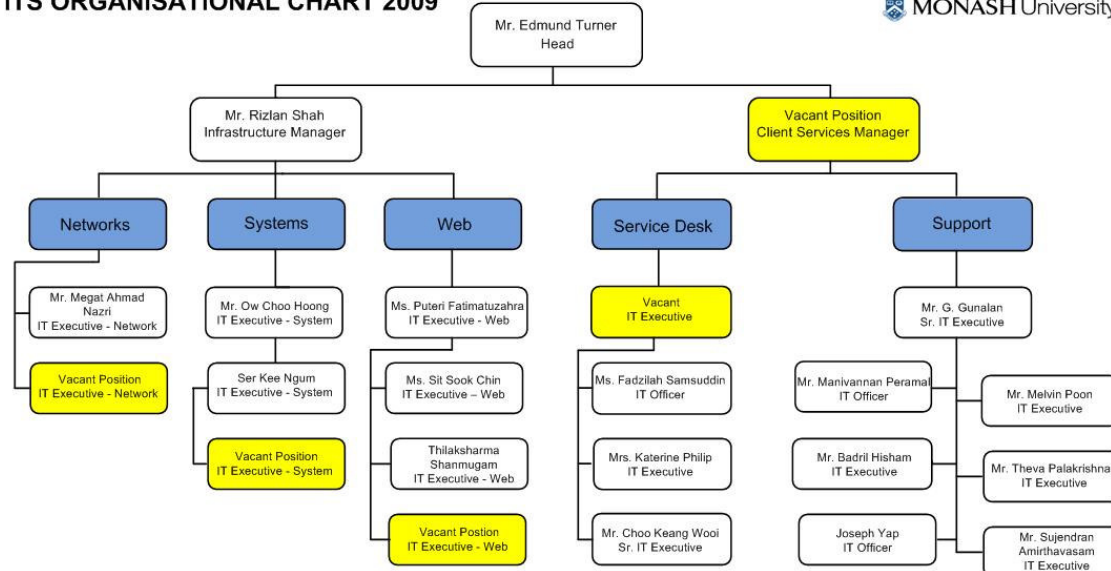 ITS ORGANISATIONAL CHART 2009
MONASH University
Mr. Edmund Turner
Head
Mr. Rizlan Shah
Infrastructure Manager
Vacant Position
Client Services Manager
Networks
Systems
Web
Service Desk
Support
Mr. Megat Ahmad
Nazri
IT Executive - Network
Mr. Ow Choo Hoong
IT Executive - System
Ms. Puteri Fatimatuzahra
IT Executive - Web
Vacant
IT Executive
Mr. G. Gunalan
Sr. IT Executive
Vacant Position
IT Executive - Network
Ser Kee Ngum
IT Executive - System
Ms. Sit Sook Chin
IT Executive – Web
Ms. Fadzilah Samsuddin
IT Officer
Mr. Manivannan Peramal
IT Officer
Mr. Melvin Poon
IT Executive
Vacant Position
IT Executive - System
Thilaksharma
Shanmugam
IT Executive - Web
Mrs. Katerine Philip
IT Executive
Mr. Badril Hisham
IT Executive
Mr. Theva Palakrishna
IT Executive
Vacant Postion
IT Executive - Web
Mr. Choo Keang Wooi
Sr. IT Executive
Joseph Yap
IT Officer
Mr. Sujendran
Amirthavasam
IT Executive